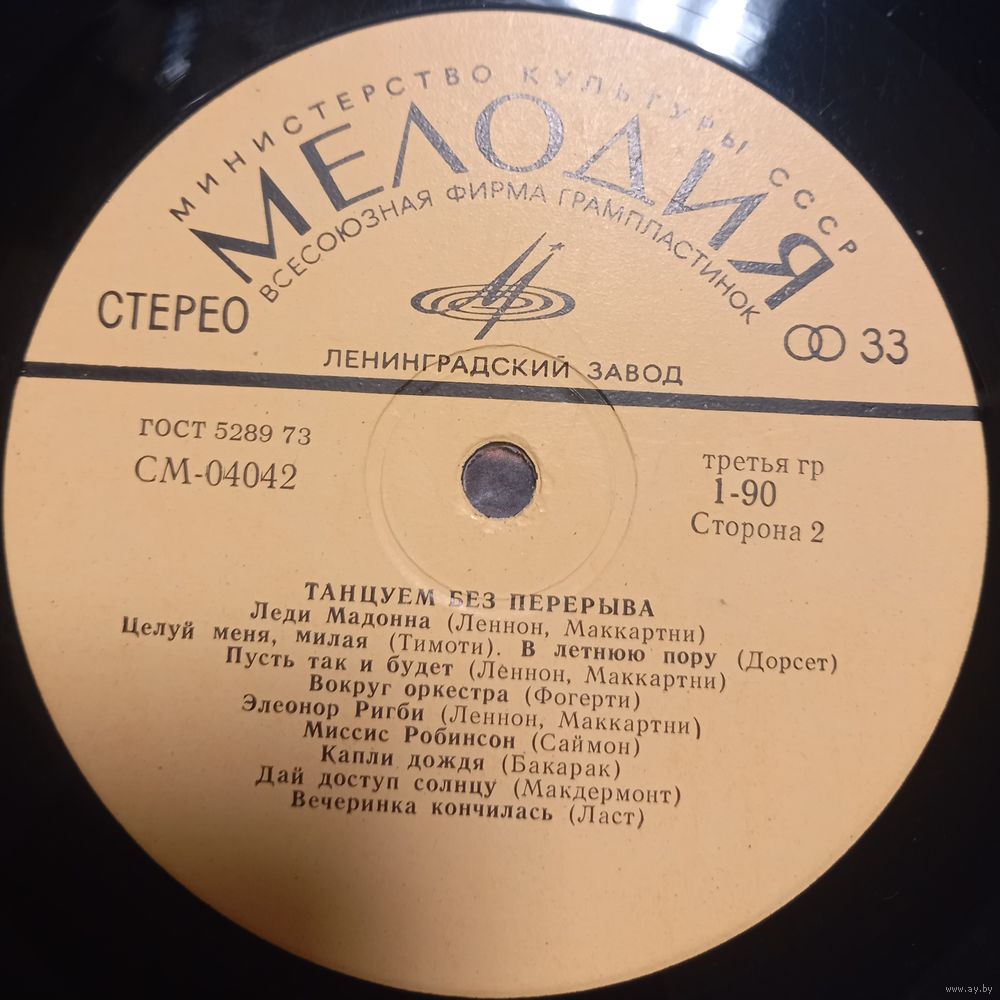 МИНИСТЕРСТВО КУЛЬТУРЫ СССР
МЕЛОДИЯ
ВСЕСОЮЗНАЯ ФИРМА ГРАМПЛАСТИНОК
СТЕРЕО
33
ЛЕНИНГРАДСКИЙ ЗАВОД
ГОСТ 5289 73
СМ-04042
третья гр
1-90
Сторона 2
ТАНЦУЕМ БЕЗ ПЕРЕРЫВА
Леди Мадонна (Леннон, Маккартни)
Целуй меня, милая (Тимоти). В летнюю пору (Дорсет)
Пусть так и будет (Леннон, Маккартни)
Вокруг оркестра (Фогерти)
Элеонор Ригби (Леннон, Маккартни)
Миссис Робинсон (Саймон)
Капли дождя (Бакарак)
Дай доступ солнцу (Макдермонт)
Вечеринка кончилась (Ласт)
www.ay.by